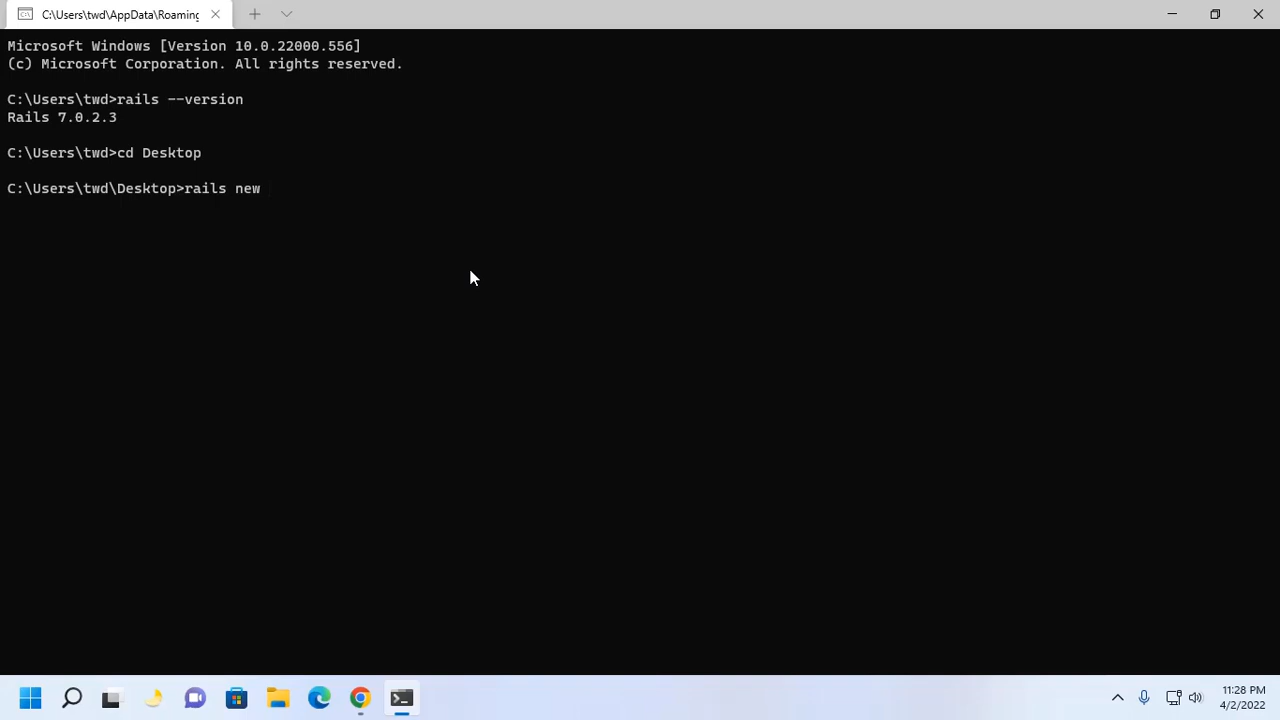 C:\Users\twd\AppData\Roaming
Microsoft Windows [Version 10.0.22000.556]
(c) Microsoft Corporation. All rights reserved.
C:\Users\twd>rails --version
Rails 7.0.2.3
C:\Users\twd>cd Desktop
C:\Users\twd\Desktop>rails new
11:28 PM
4/2/2022